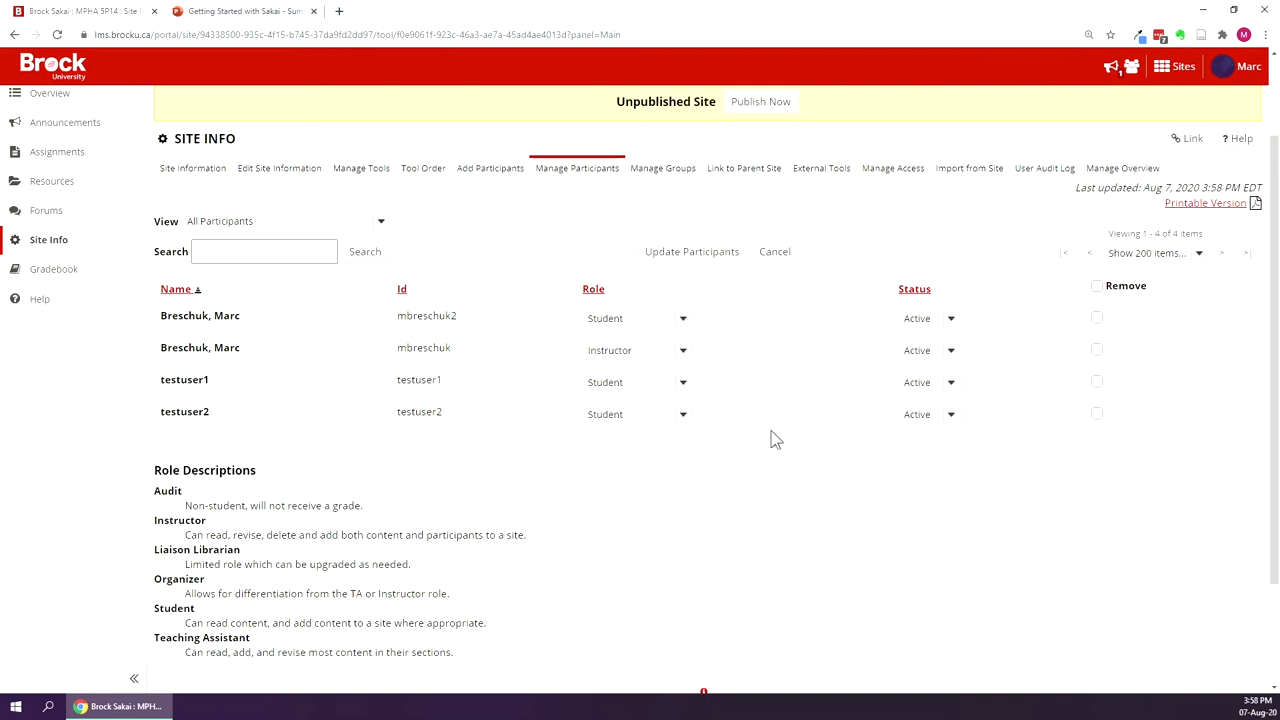 Brock Sakai : MPHA 5P14 : Site I
Getting Started with Sakai - Sum
lms.brocku.ca/portal/site/94338500-935c-4f15-b745-37da9fd2dd97/tool/f0e9061f-923c-46a3-ae7a-45ad4ae4013d?panel=Main
M
Brock
University
1
Sites
Marc
Overview
Announcements
Assignments
Resources
Forums
Site Info
Gradebook
Help
Unpublished Site
Publish Now
SITE INFO
Link
? Help
Site Information
Edit Site Information
Manage Tools
Tool Order
Add Participants
Manage Participants
Manage Groups
Link to Parent Site
External Tools
Manage Access
Import from Site
User Audit Log
Manage Overview
Last updated: Aug 7, 2020 3:58 PM EDT
Printable Version
View All Participants
Viewing 1 - 4 of 4 items
Search
Search
Update Participants
Cancel
|< < Show 200 items... > >|
Name Id Role Status Remove
Breschuk, Marc mbreschuk2 Student Active
Breschuk, Marc mbreschuk Instructor Active
testuser1 testuser1 Student Active
testuser2 testuser2 Student Active
Role Descriptions
Audit
Non-student, will not receive a grade.
Instructor
Can read, revise, delete and add both content and participants to a site.
Liaison Librarian
Limited role which can be upgraded as needed.
Organizer
Allows for differentiation from the TA or Instructor role.
Student
Can read content, and add content to a site where appropriate.
Teaching Assistant
Can read, add, and revise most content in their sections.
Brock Sakai : MPH...
3:58 PM
07-Aug-20